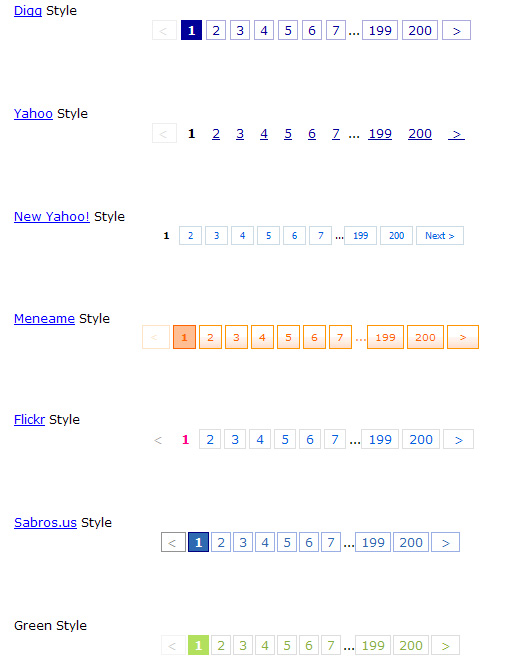 Digg Style
< 1 2 3 4 5 6 7 ... 199 200 >
Yahoo Style
< 1 2 3 4 5 6 7 ... 199 200 >
New Yahoo! Style
1 2 3 4 5 6 7 ... 199 200 Next >
Meneame Style
< 1 2 3 4 5 6 7 ... 199 200 >
Flickr Style
< 1 2 3 4 5 6 7 ... 199 200 >
Sabros.us Style
< 1 2 3 4 5 6 7 ... 199 200 >
Green Style
< 1 2 3 4 5 6 7 ... 199 200 >